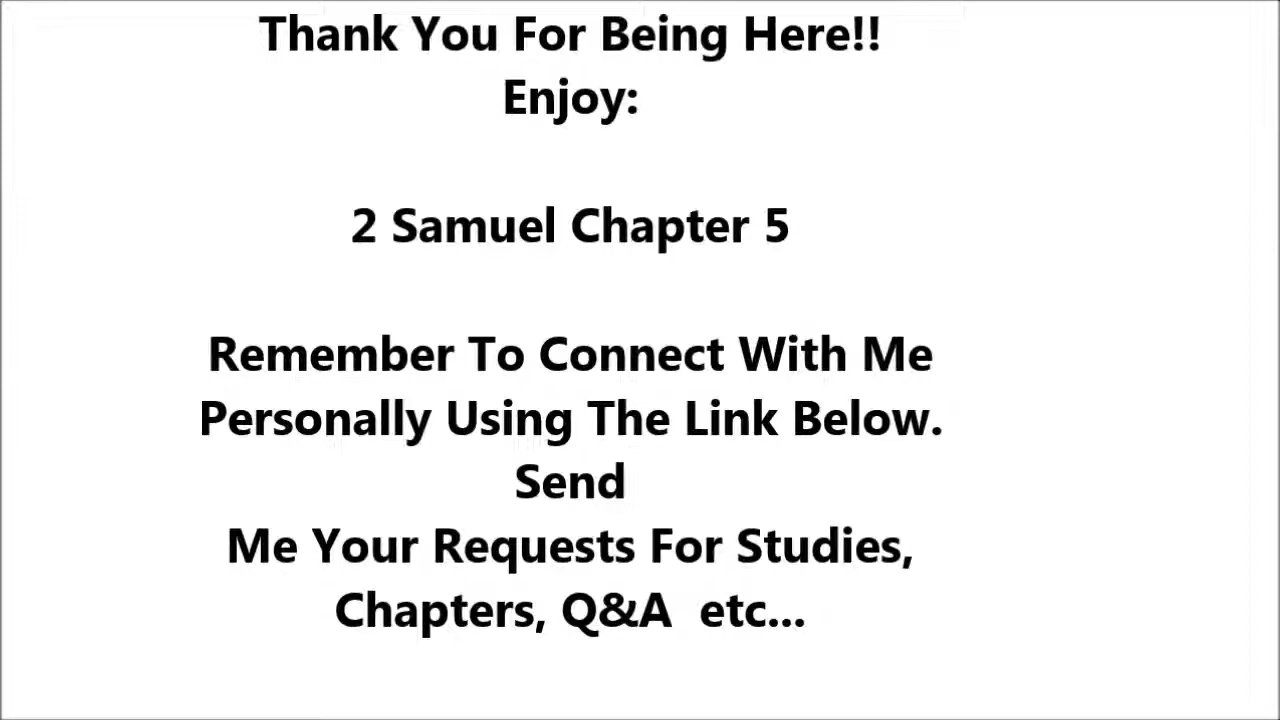 Thank You For Being Here!!
Enjoy:
2 Samuel Chapter 5
Remember To Connect With Me
Personally Using The Link Below.
Send
Me Your Requests For Studies,
Chapters, Q&A  etc...